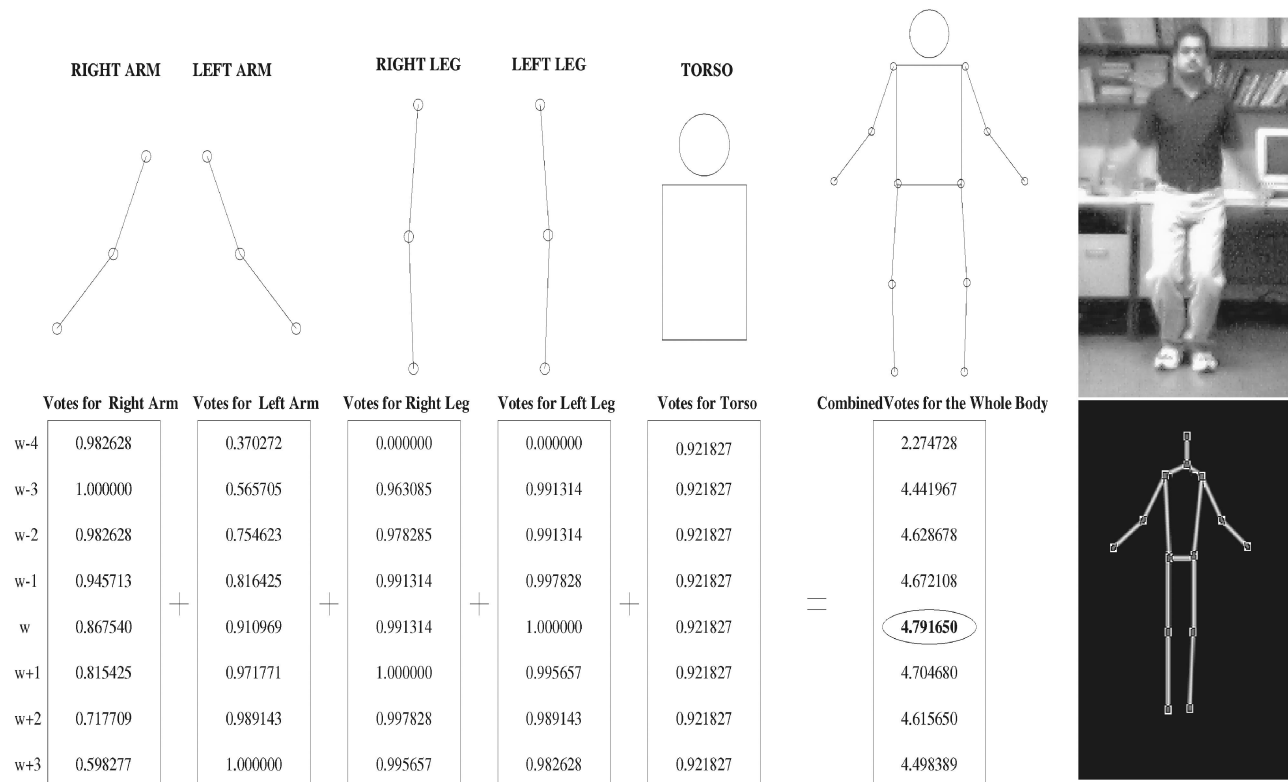 RIGHT ARM LEFT ARM RIGHT LEG LEFT LEG TORSO
Votes for Right Arm Votes for Left Arm Votes for Right Leg Votes for Left Leg Votes for Torso CombinedVotes for the Whole Body
w-4 0.982628 0.370272 0.000000 0.000000 0.921827 2.274728
w-3 1.000000 0.565705 0.963085 0.991314 0.921827 4.441967
w-2 0.982628 0.754623 0.978285 0.991314 0.921827 4.628678
w-1 0.945713 0.816425 0.991314 0.997828 0.921827 4.672108
+ + + + =
w 0.867540 0.910969 0.991314 1.000000 0.921827 4.791650
w+1 0.815425 0.971771 1.000000 0.995657 0.921827 4.704680
w+2 0.717709 0.989143 0.997828 0.989143 0.921827 4.615650
w+3 0.598277 1.000000 0.995657 0.982628 0.921827 4.498389